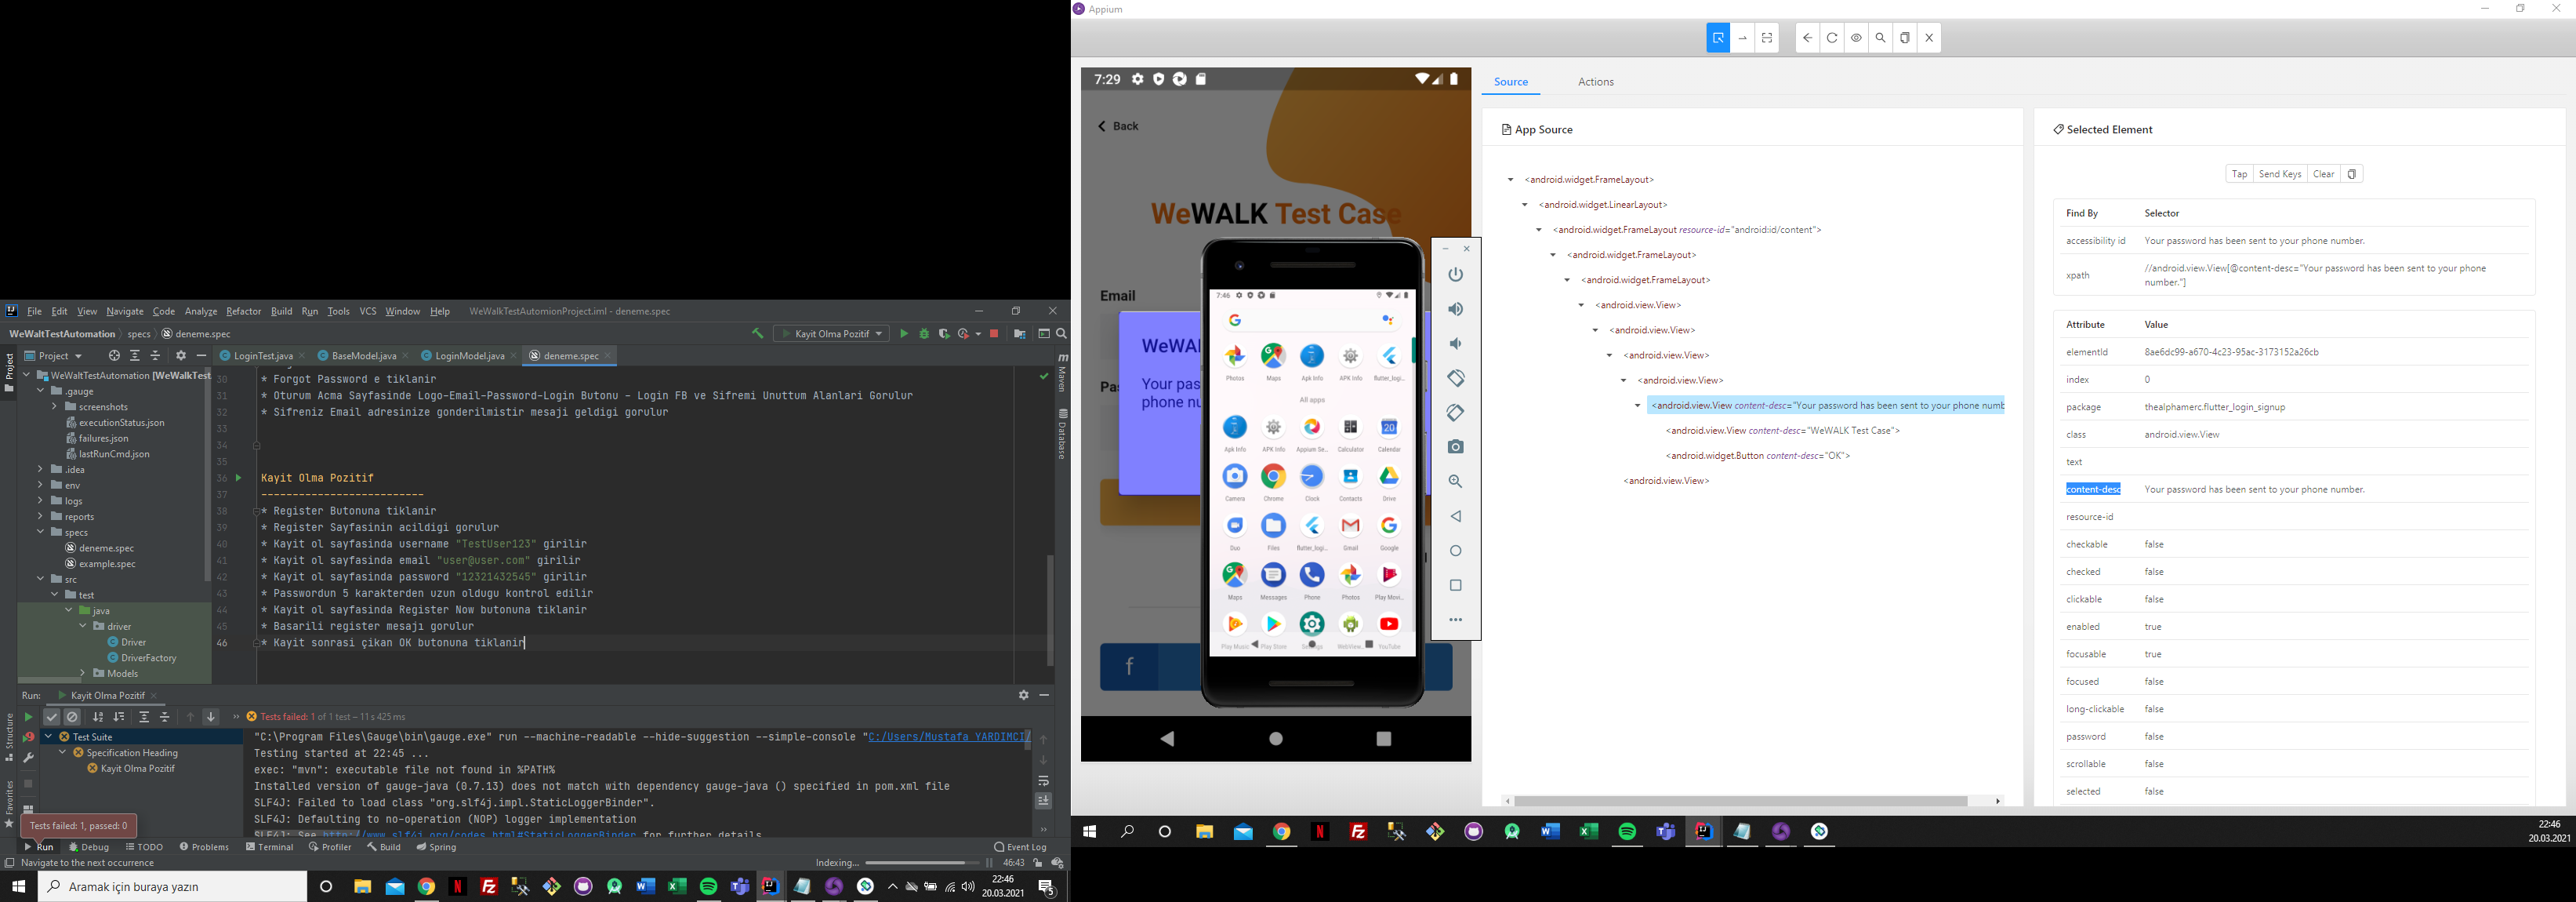 File Edit View Navigate Code Analyze Refactor Build Run Tools VCS Window Help WeWalkTestAutomionProject.iml - deneme.spec
WeWaltTestAutomation specs deneme.spec
Kayit Olma Pozitif
Project
LoginTest.java BaseModel.java LoginModel.java deneme.spec
WeWaltTestAutomation [WeWalkTest
.gauge
screenshots
executionStatus.json
failures.json
lastRunCmd.json
.idea
env
logs
reports
specs
deneme.spec
example.spec
src
test
java
driver
Driver
DriverFactory
Models
30 * Forgot Password e tiklanir
31 * Oturum Acma Sayfasinde Logo-Email-Password-Login Butonu - Login FB ve Sifremi Unuttum Alanlari Gorulur
32 * Sifreniz Email adresinize gonderilmistir mesaji geldigi gorulur
33
34
35
36 Kayit Olma Pozitif
37 --------------------------
38 * Register Butonuna tiklanir
39 * Register Sayfasinin acildigi gorulur
40 * Kayit ol sayfasinda username "TestUser123" girilir
41 * Kayit ol sayfasinda email "user@user.com" girilir
42 * Kayit ol sayfasinda password "12321432545" girilir
43 * Passwordun 5 karakterden uzun oldugu kontrol edilir
44 * Kayit ol sayfasinda Register Now butonuna tiklanir
45 * Basarili register mesajı gorulur
46 * Kayit sonrasi çikan OK butonuna tiklanir
Project
Structure
Favorites
Maven
Database
Run: Kayit Olma Pozitif
Tests failed: 1 of 1 test – 11 s 425 ms
Test Suite
Specification Heading
Kayit Olma Pozitif
"C:\Program Files\Gauge\bin\gauge.exe" run --machine-readable --hide-suggestion --simple-console "C:/Users/Mustafa YARDIMCI/
Testing started at 22:45 ...
exec: "mvn": executable file not found in %PATH%
Installed version of gauge-java (0.7.13) does not match with dependency gauge-java () specified in pom.xml file
SLF4J: Failed to load class "org.slf4j.impl.StaticLoggerBinder".
SLF4J: Defaulting to no-operation (NOP) logger implementation
SLF4J: See http://www.slf4j.org/codes.html#StaticLoggerBinder for further details.
Tests failed: 1, passed: 0
Run Debug TODO Problems Terminal Profiler Build Spring Event Log
Navigate to the next occurrence Indexing... 46:43
Aramak için buraya yazın
22:46
20.03.2021
5
Appium
7:29
Back
WeWALK Test Case
Email
WeWAL
Your pas
phone nu
Pa
f
7:46
Photos Maps Apk Info APK Info flutter_logi...
All apps
Apk Info APK Info Appium Se... Calculator Calendar
Camera Chrome Clock Contacts Drive
Duo Files flutter_logi... Gmail Google
Maps Messages Phone Photos Play Movi...
Play Music Play Store Settings WebView... YouTube
Source Actions
App Source
<android.widget.FrameLayout>
<android.widget.LinearLayout>
<android.widget.FrameLayout resource-id="android:id/content">
<android.widget.FrameLayout>
<android.widget.FrameLayout>
<android.view.View>
<android.view.View>
<android.view.View>
<android.view.View>
<android.view.View content-desc="Your password has been sent to your phone numb
<android.view.View content-desc="WeWALK Test Case">
<android.widget.Button content-desc="OK">
<android.view.View>
Selected Element
Tap Send Keys Clear
Find By Selector
accessibility id Your password has been sent to your phone number.
xpath //android.view.View[@content-desc="Your password has been sent to your phone
number."]
Attribute Value
elementId 8ae6dc99-a670-4c23-95ac-3173152a26cb
index 0
package thealphamerc.flutter_login_signup
class android.view.View
text
content-desc Your password has been sent to your phone number.
resource-id
checkable false
checked false
clickable false
enabled true
focusable true
focused false
long-clickable false
password false
scrollable false
selected false
22:46
20.03.2021